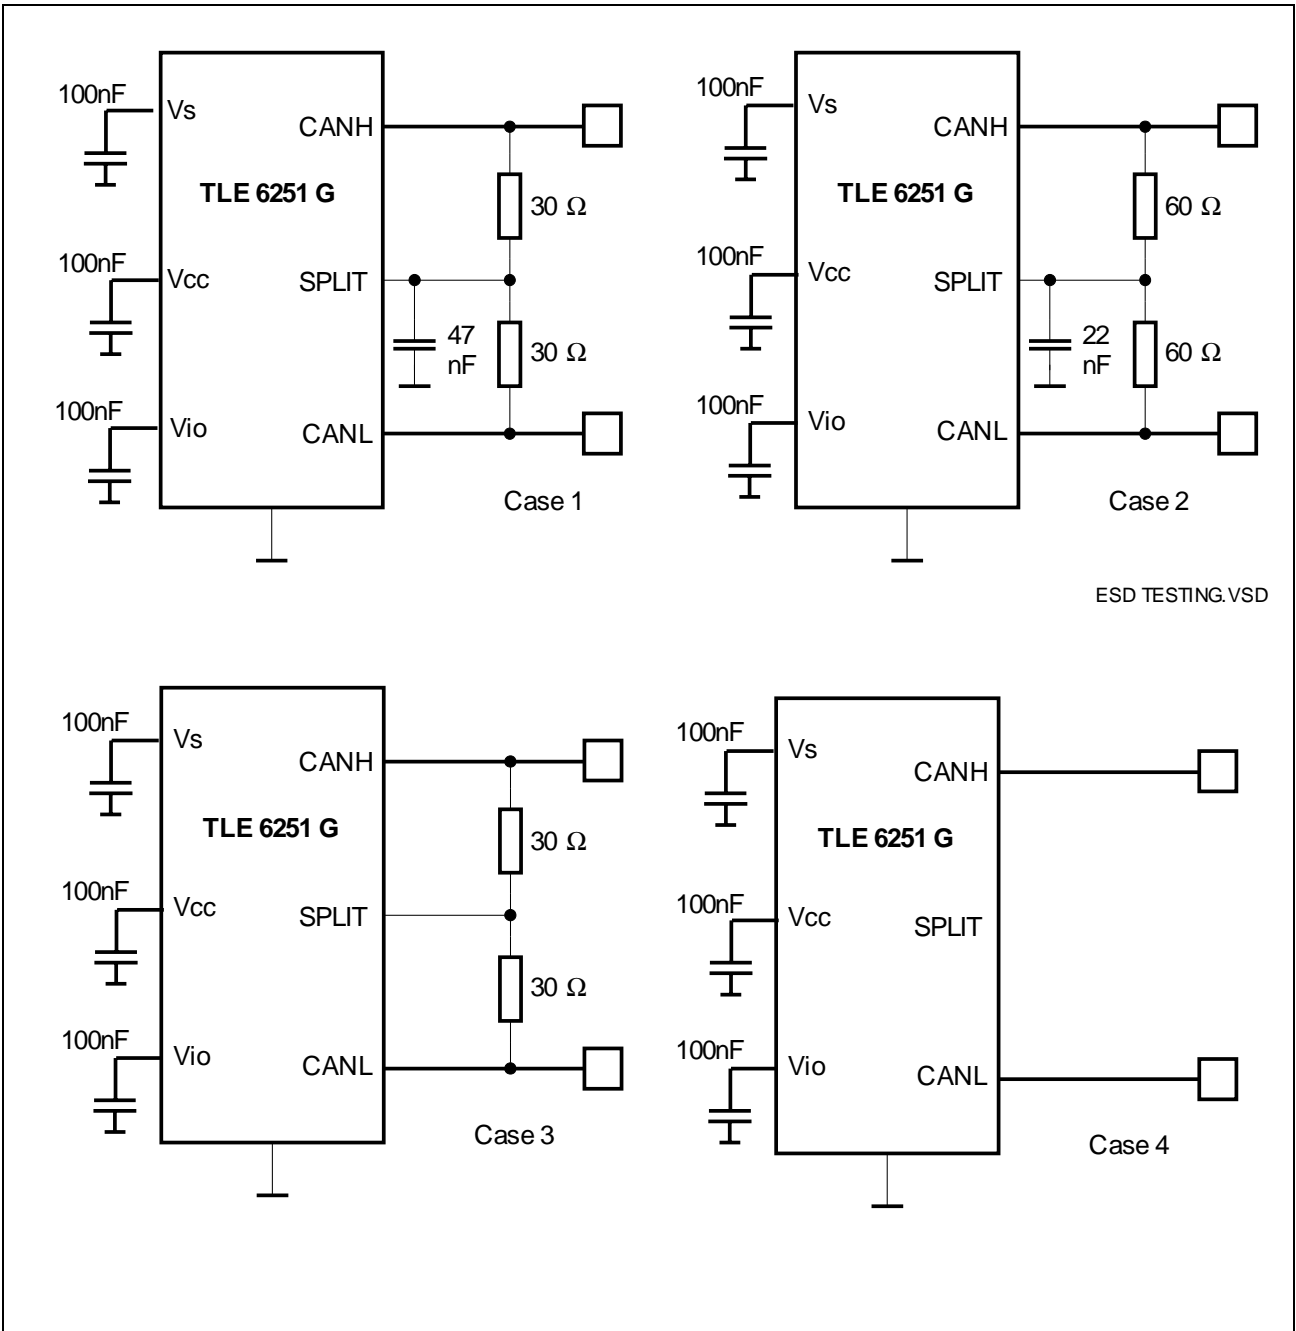 100nF
Vs
CANH
TLE 6251 G
30 Ω
100nF
Vcc
SPLIT
47
nF
30 Ω
100nF
Vio
CANL
Case 1
100nF
Vs
CANH
TLE 6251 G
60 Ω
100nF
Vcc
SPLIT
22
nF
60 Ω
100nF
Vio
CANL
Case 2
ESD TESTING.VSD
100nF
Vs
CANH
TLE 6251 G
30 Ω
100nF
Vcc
SPLIT
30 Ω
100nF
Vio
CANL
Case 3
100nF
Vs
CANH
TLE 6251 G
100nF
Vcc
SPLIT
100nF
Vio
CANL
Case 4